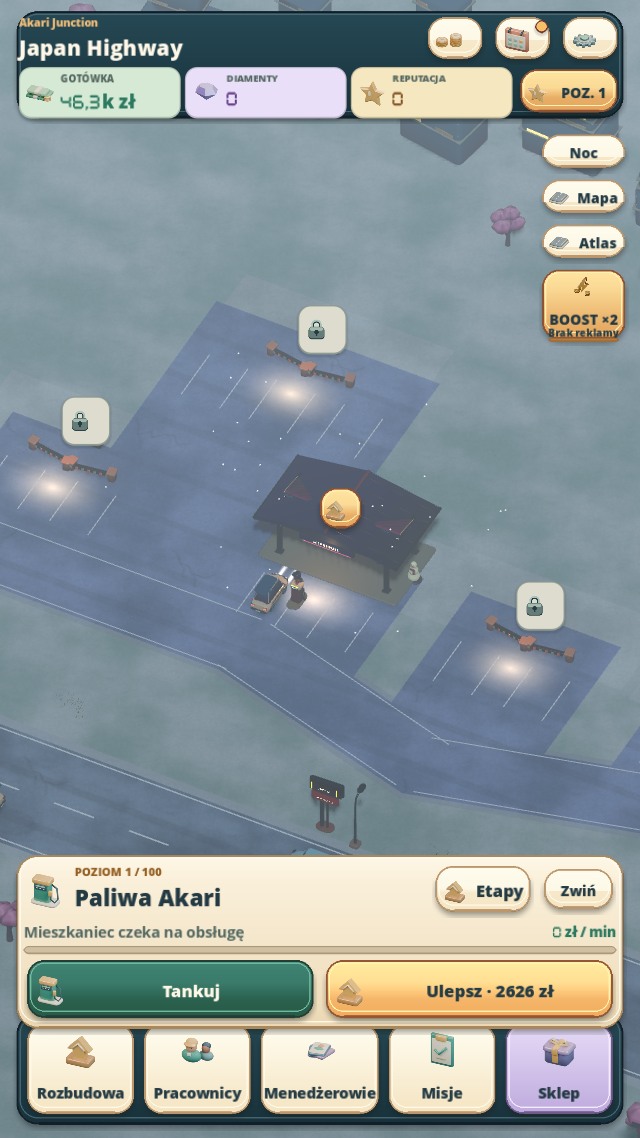 Akari Junction
Japan Highway
GOTÓWKA
46,3k zł
DIAMENTY
0
REPUTACJA
0
POZ. 1
Noc
Mapa
Atlas
BOOST ×2
Brak reklamy
POZIOM 1 / 100
Paliwa Akari
Etapy
Zwiń
Mieszkaniec czeka na obsługę
0 zł / min
Tankuj
Ulepsz · 2626 zł
Rozbudowa
Pracownicy
Menedżerowie
Misje
Sklep